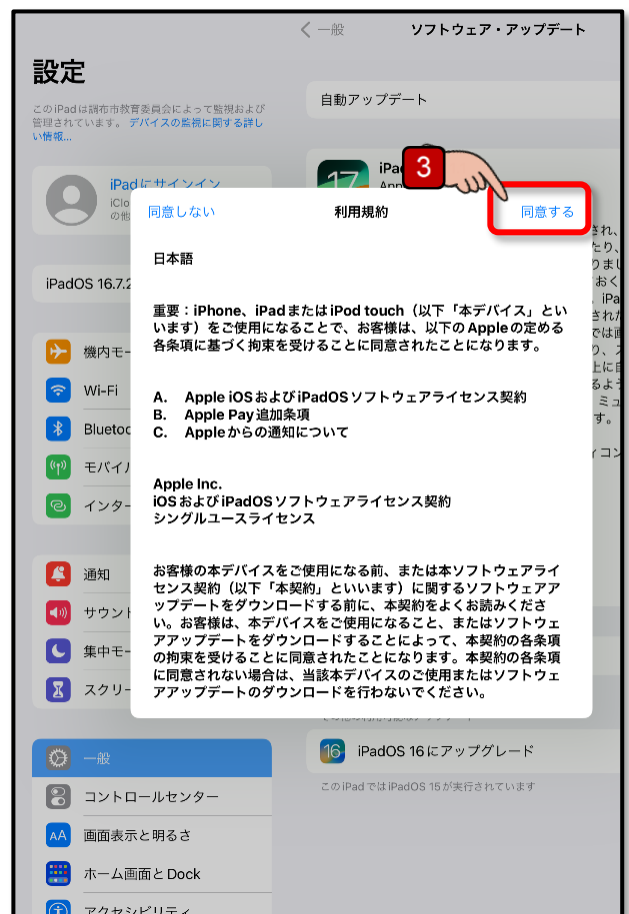 一般
ソフトウェア・アップデート
設定
このiPadは調布市教育委員会によって監視および
管理されています。デバイスの監視に関する詳し
い情報...
自動アップデート
iPadにサインイン
17
3
同意しない
利用規約
同意する
日本語
iPadOS 16.7.2
重要：iPhone、iPadまたはiPod touch（以下「本デバイス」とい
います）をご使用になることで、お客様は、以下のAppleの定める
各条項に基づく拘束を受けることに同意されたことになります。
機内モー
Wi-Fi
A. Apple iOSおよびiPadOSソフトウェアライセンス契約
B. Apple Pay追加条項
C. Appleからの通知について
モバイル
インター
Apple Inc.
iOSおよびiPadOSソフトウェアライセンス契約
シングルユースライセンス
通知
サウンド
集中モー
スクリー
お客様の本デバイスをご使用になる前、または本ソフトウェアライ
センス契約（以下「本契約」といいます）に関するソフトウェアア
ップデートをダウンロードする前に、本契約をよくお読みくださ
い。お客様は、本デバイスをご使用になること、またはソフトウェ
アアップデートをダウンロードすることによって、本契約の各条項
の拘束を受けることに同意されたことになります。本契約の各条項
に同意されない場合は、当該本デバイスのご使用またはソフトウェ
アアップデートのダウンロードを行わないでください。
一般
16
iPadOS 16にアップグレード
このiPadではiPadOS 15が実行されています
コントロールセンター
AA
画面表示と明るさ
ホーム画面とDock
アクセシビリティ